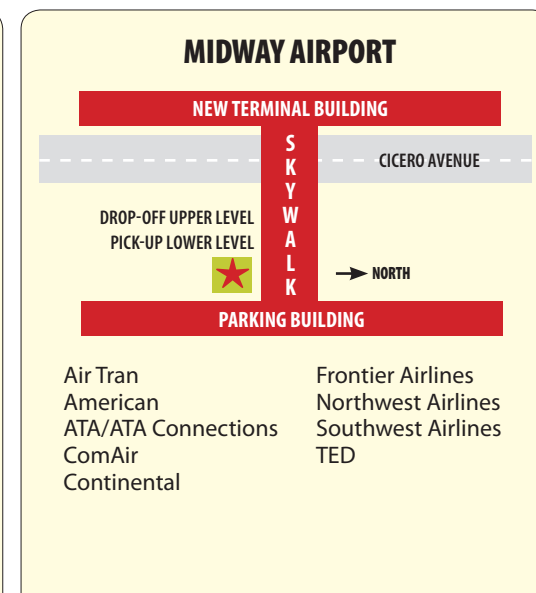 MIDWAY AIRPORT
NEW TERMINAL BUILDING
SKYWALK
CICERO AVENUE
DROP-OFF UPPER LEVEL
PICK-UP LOWER LEVEL
NORTH
PARKING BUILDING
Air Tran
American
ATA/ATA Connections
ComAir
Continental
Frontier Airlines
Northwest Airlines
Southwest Airlines
TED